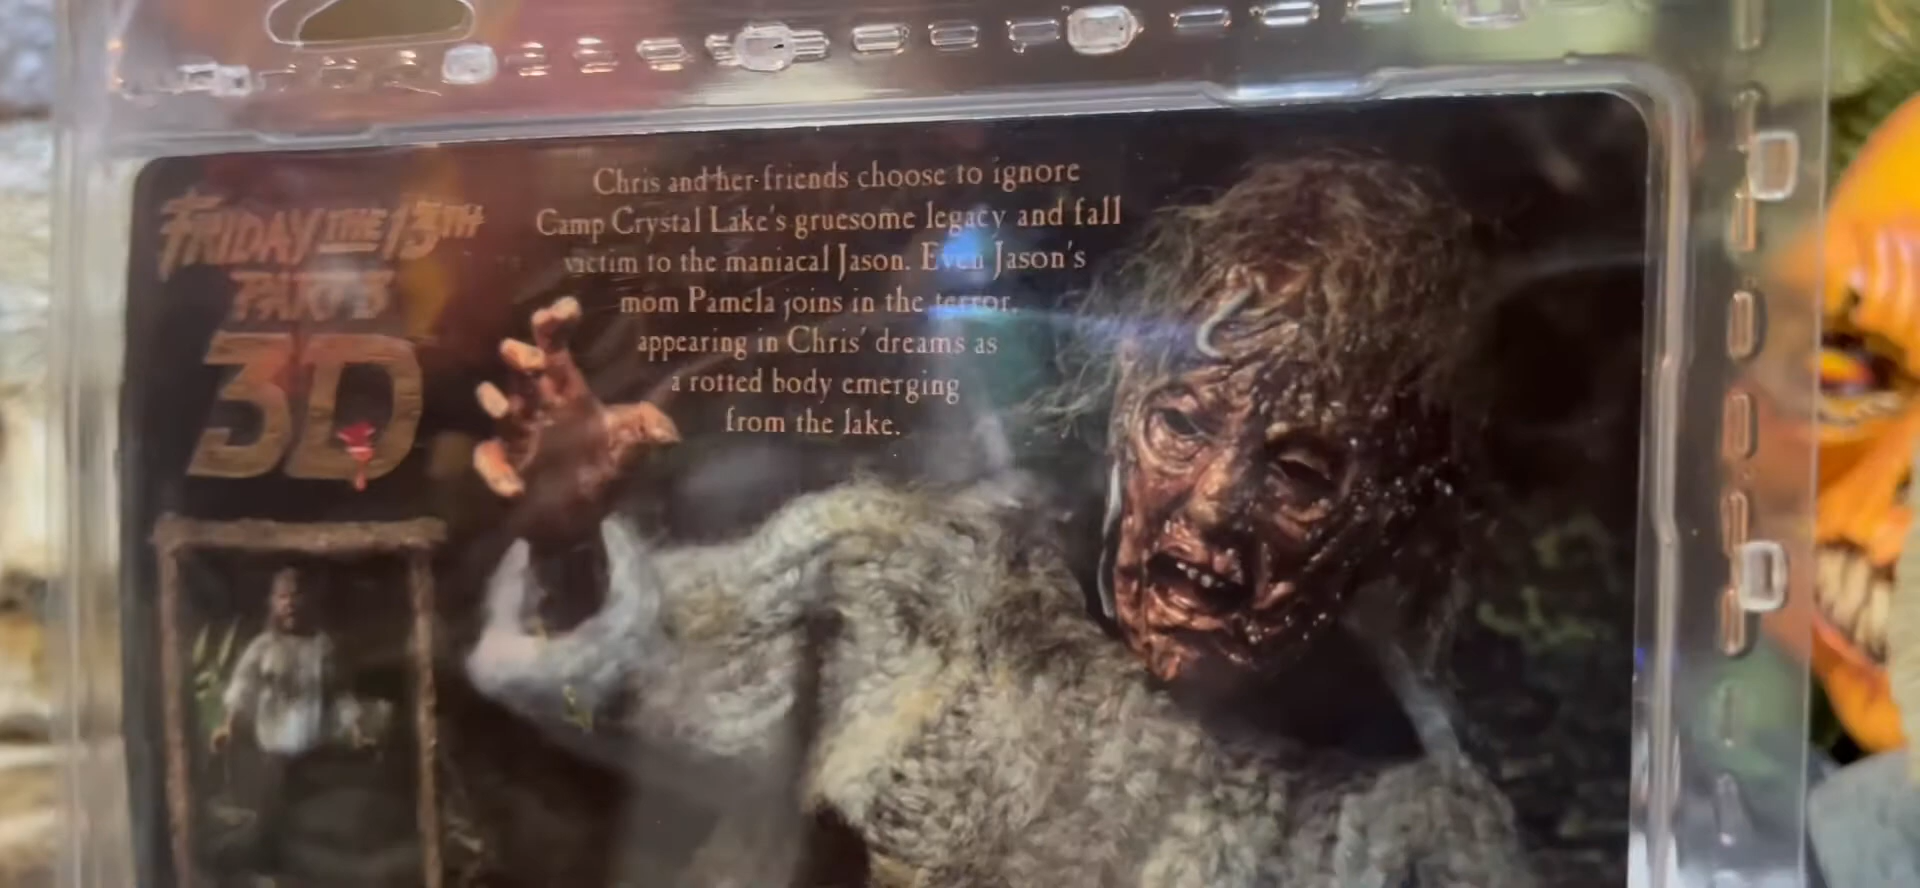 FRIDAY THE 13TH
PART 3
3D
Chris and her friends choose to ignore
Camp Crystal Lake's gruesome legacy and fall
victim to the maniacal Jason. Even Jason's
mom Pamela joins in the terror,
appearing in Chris' dreams as
a rotted body emerging
from the lake.